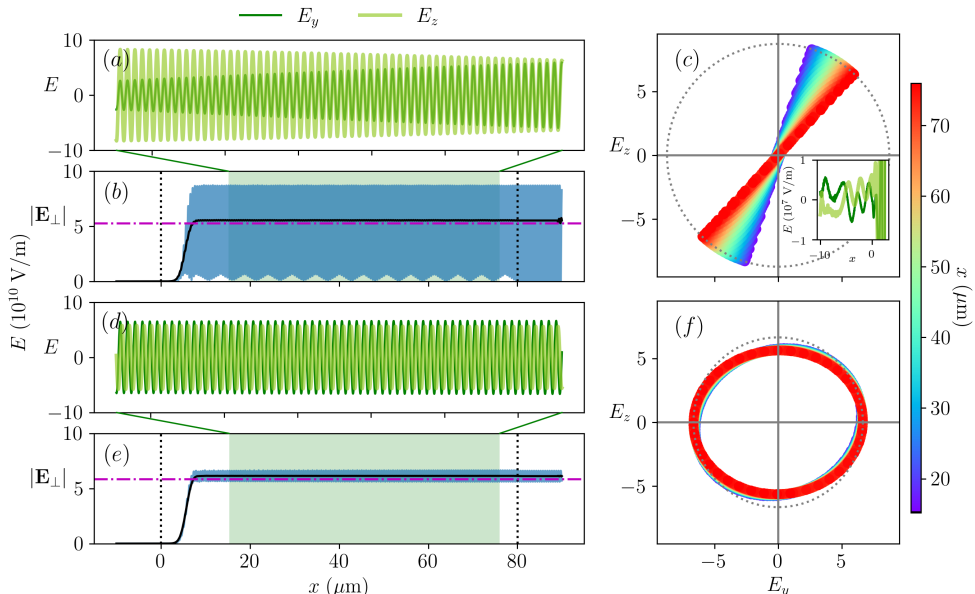 E_y E_z
(a)
10
0
−10
E
(b)
10
5
0
|E⊥|
(d)
10
0
−10
E
(e)
10
5
0
|E⊥|
E (10^10 V/m)
0 20 40 60 80
x (μm)
(c)
5
0
−5
E_z
E (10^7 V/m)
1
0
−1
−10 0
x
(f)
5
0
−5
E_z
−5 0 5
E_y
70
60
50
40
30
20
x (μm)